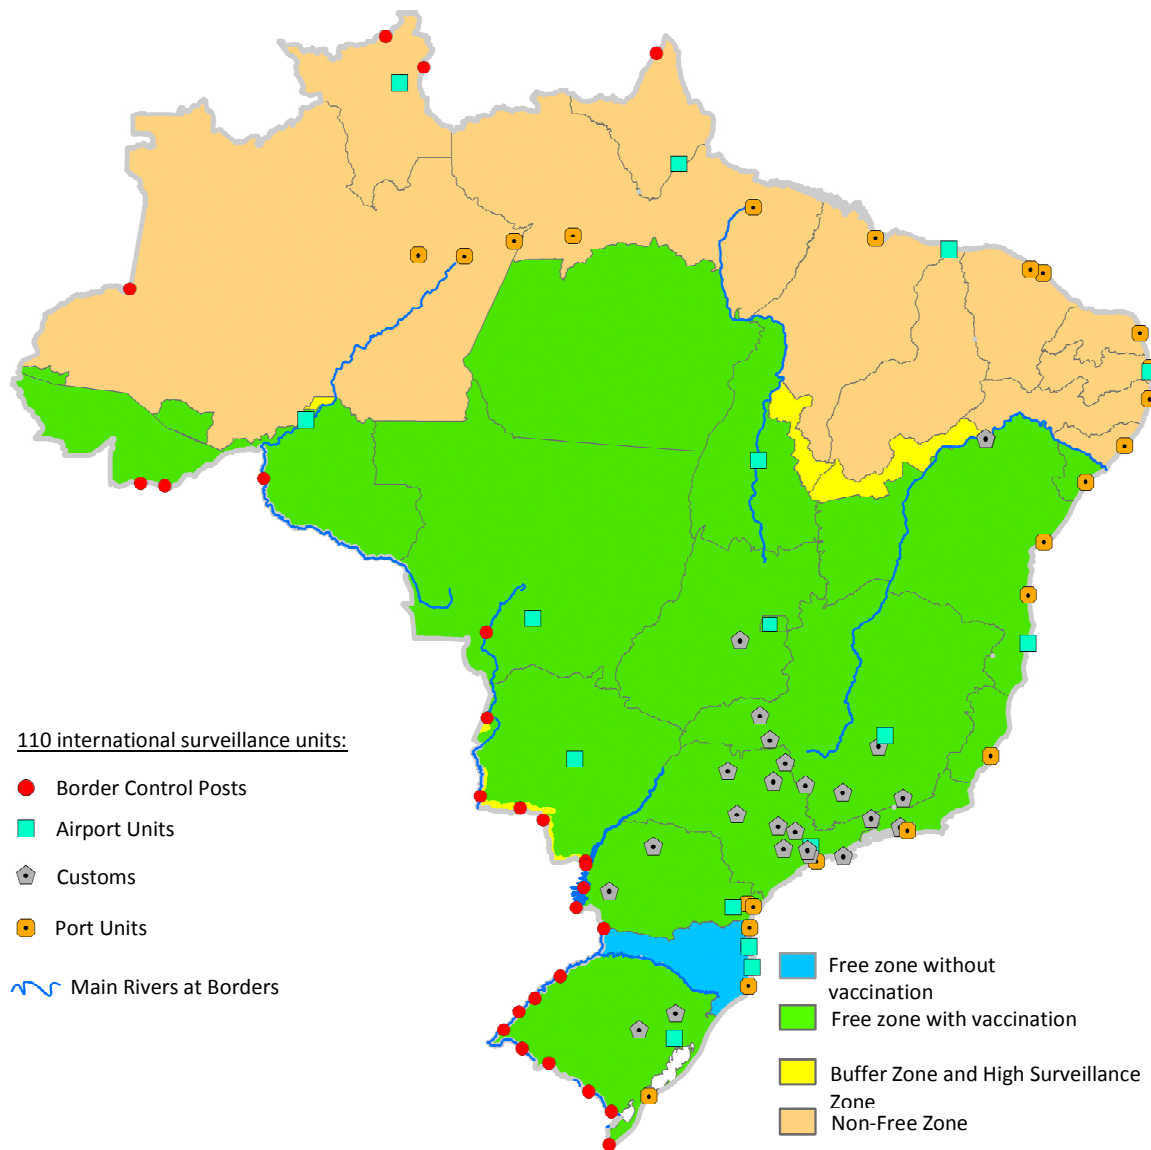 110 international surveillance units:
Border Control Posts
Airport Units
Customs
Port Units
Main Rivers at Borders
Free zone without
vaccination
Free zone with vaccination
Buffer Zone and High Surveillance
Zone
Non-Free Zone